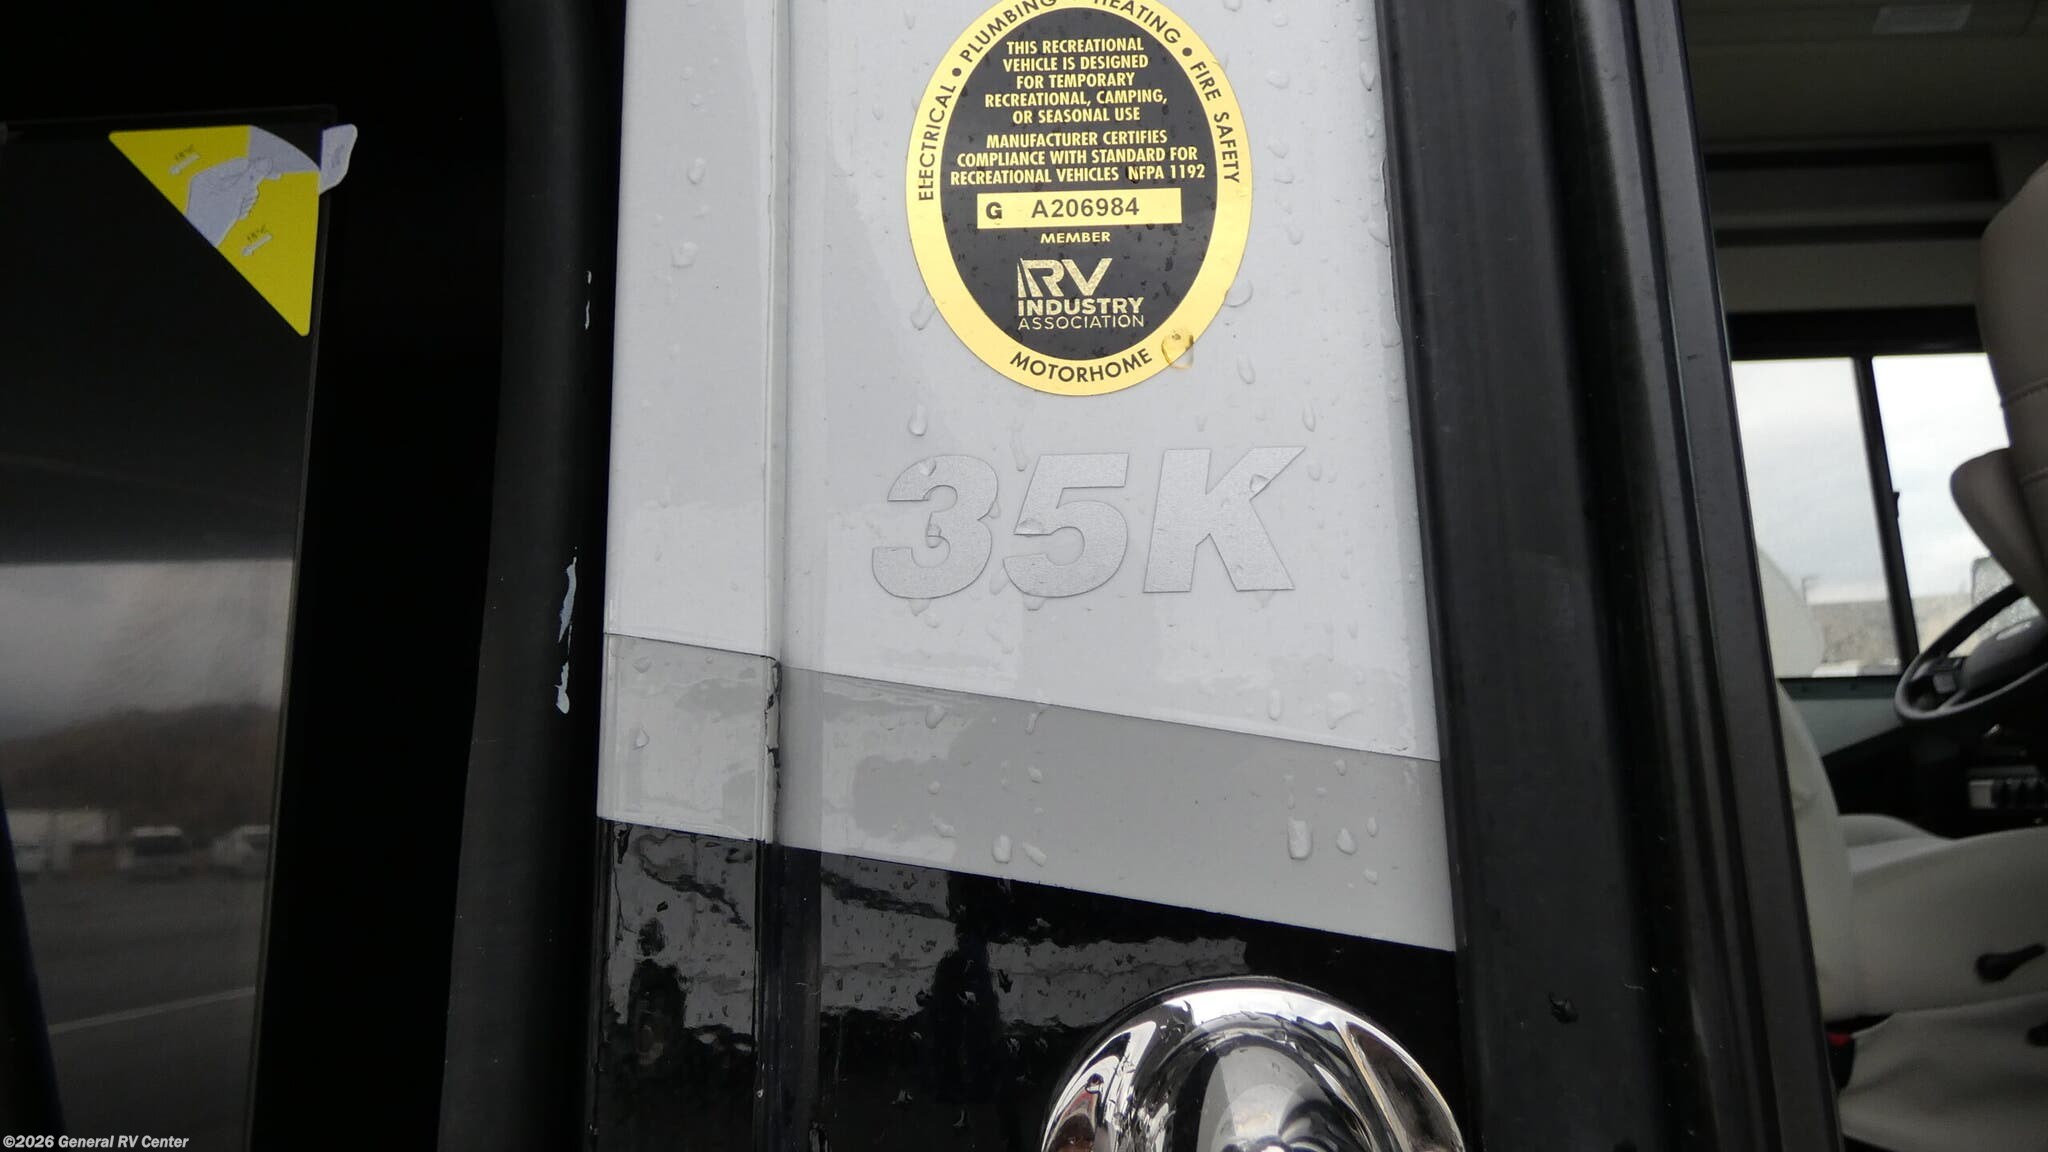 ELECTRICAL • PLUMBING • HEATING • FIRE SAFETY
THIS RECREATIONAL
VEHICLE IS DESIGNED
FOR TEMPORARY
RECREATIONAL, CAMPING,
OR SEASONAL USE
MANUFACTURER CERTIFIES
COMPLIANCE WITH STANDARD FOR
RECREATIONAL VEHICLES NFPA 1192
G A206984
MEMBER
RV
INDUSTRY
ASSOCIATION
MOTORHOME
35K
©2026 General RV Center